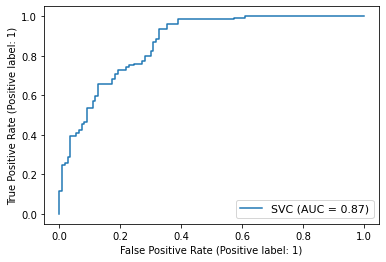 True Positive Rate (Positive label: 1)
1.0
0.8
0.6
0.4
0.2
0.0
SVC (AUC = 0.87)
0.0 0.2 0.4 0.6 0.8 1.0
False Positive Rate (Positive label: 1)